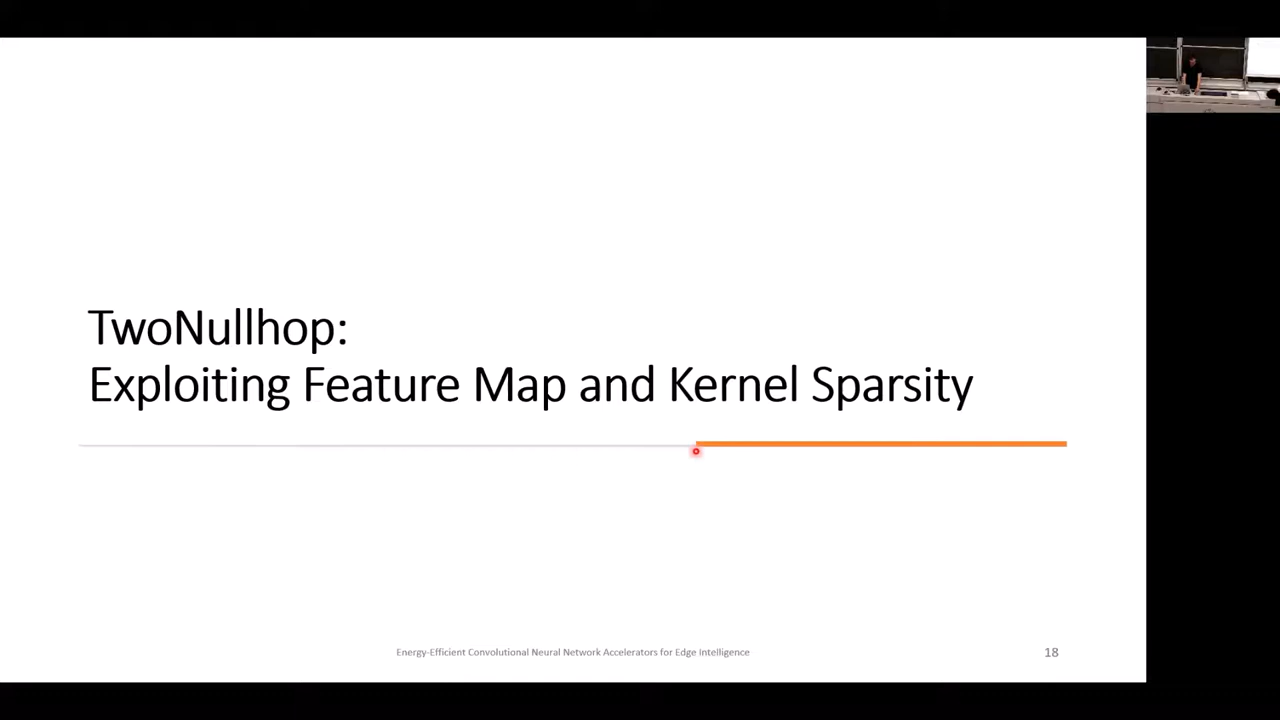 TwoNullhop:
Exploiting Feature Map and Kernel Sparsity
Energy-Efficient Convolutional Neural Network Accelerators for Edge Intelligence
18